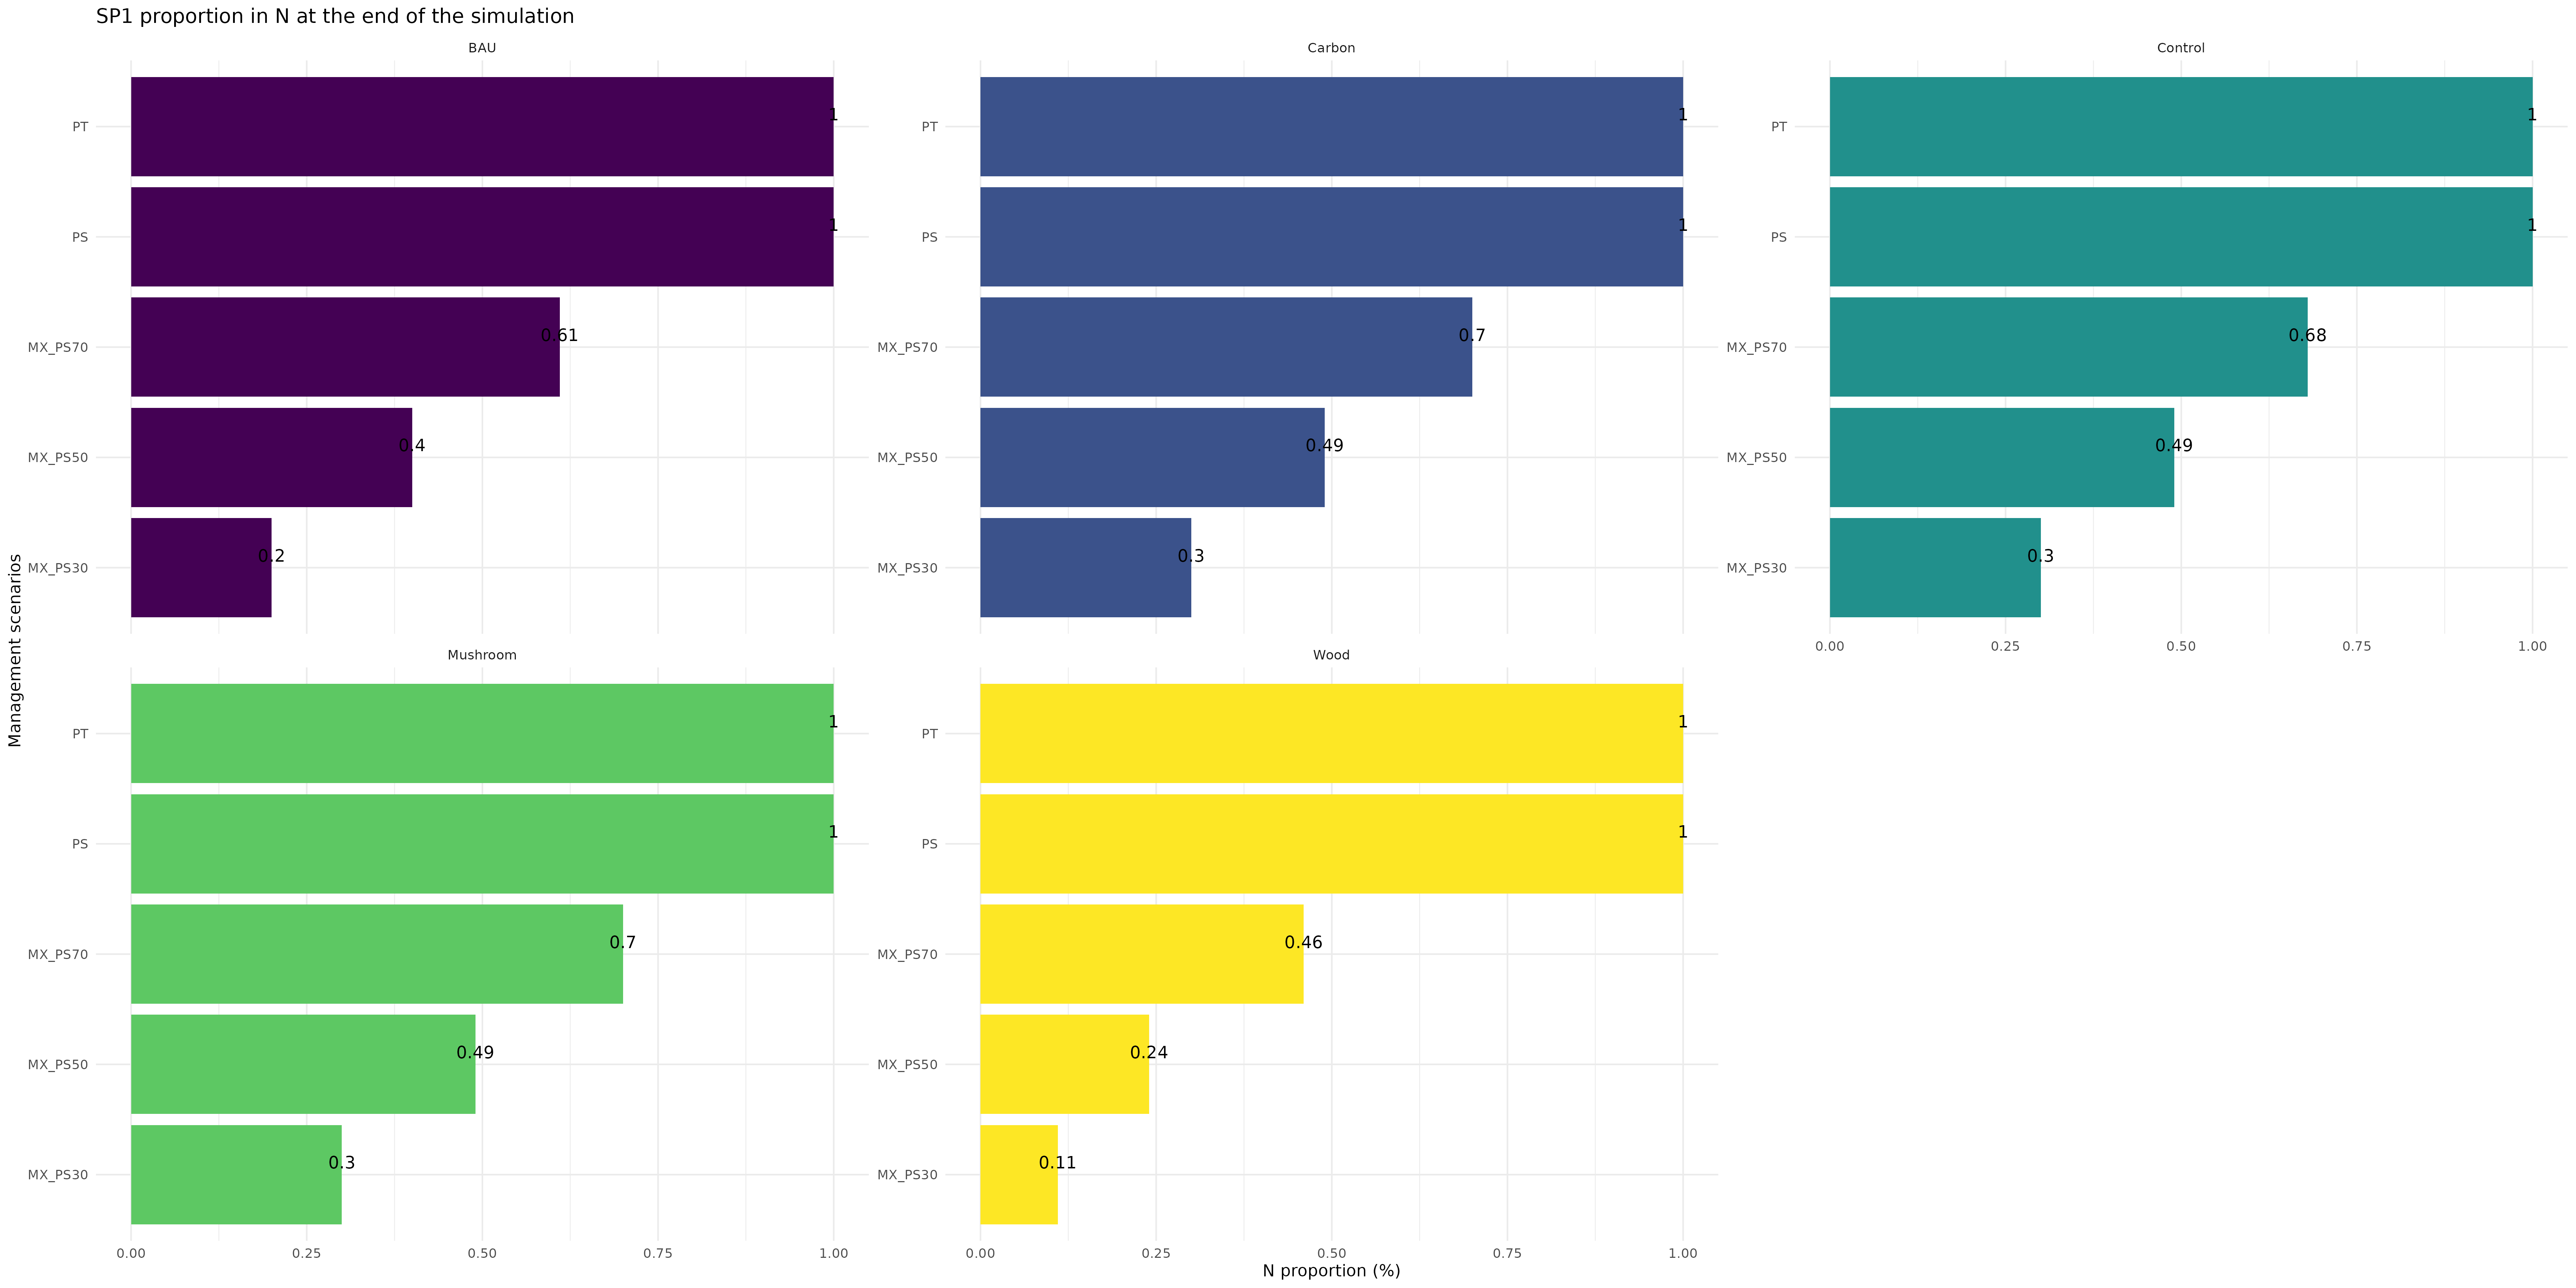 SP1 proportion in N at the end of the simulation
BAU
PT
1
PS
1
MX_PS70
0.61
MX_PS50
0.4
MX_PS30
0.2
Carbon
PT
1
PS
1
MX_PS70
0.7
MX_PS50
0.49
MX_PS30
0.3
Control
PT
1
PS
1
MX_PS70
0.68
MX_PS50
0.49
MX_PS30
0.3
0.00 0.25 0.50 0.75 1.00
Management scenarios
Mushroom
PT
1
PS
1
MX_PS70
0.7
MX_PS50
0.49
MX_PS30
0.3
0.00 0.25 0.50 0.75 1.00
Wood
PT
1
PS
1
MX_PS70
0.46
MX_PS50
0.24
MX_PS30
0.11
0.00 0.25 0.50 0.75 1.00
N proportion (%)